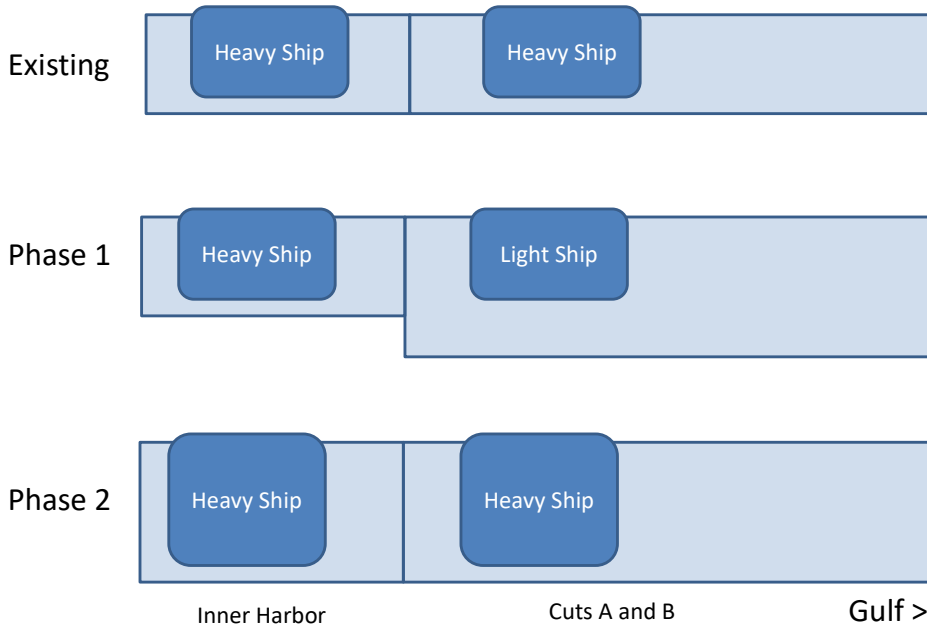 Existing
Heavy Ship
Heavy Ship
Phase 1
Heavy Ship
Light Ship
Phase 2
Heavy Ship
Heavy Ship
Inner Harbor
Cuts A and B
Gulf >